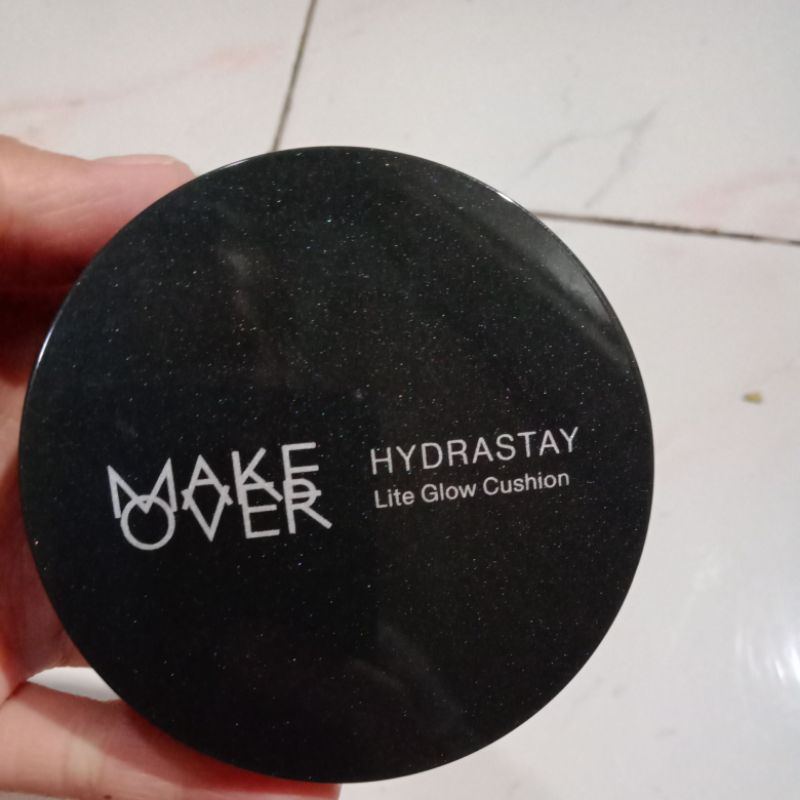 MAKE
OVER
HYDRASTAY
Lite Glow Cushion